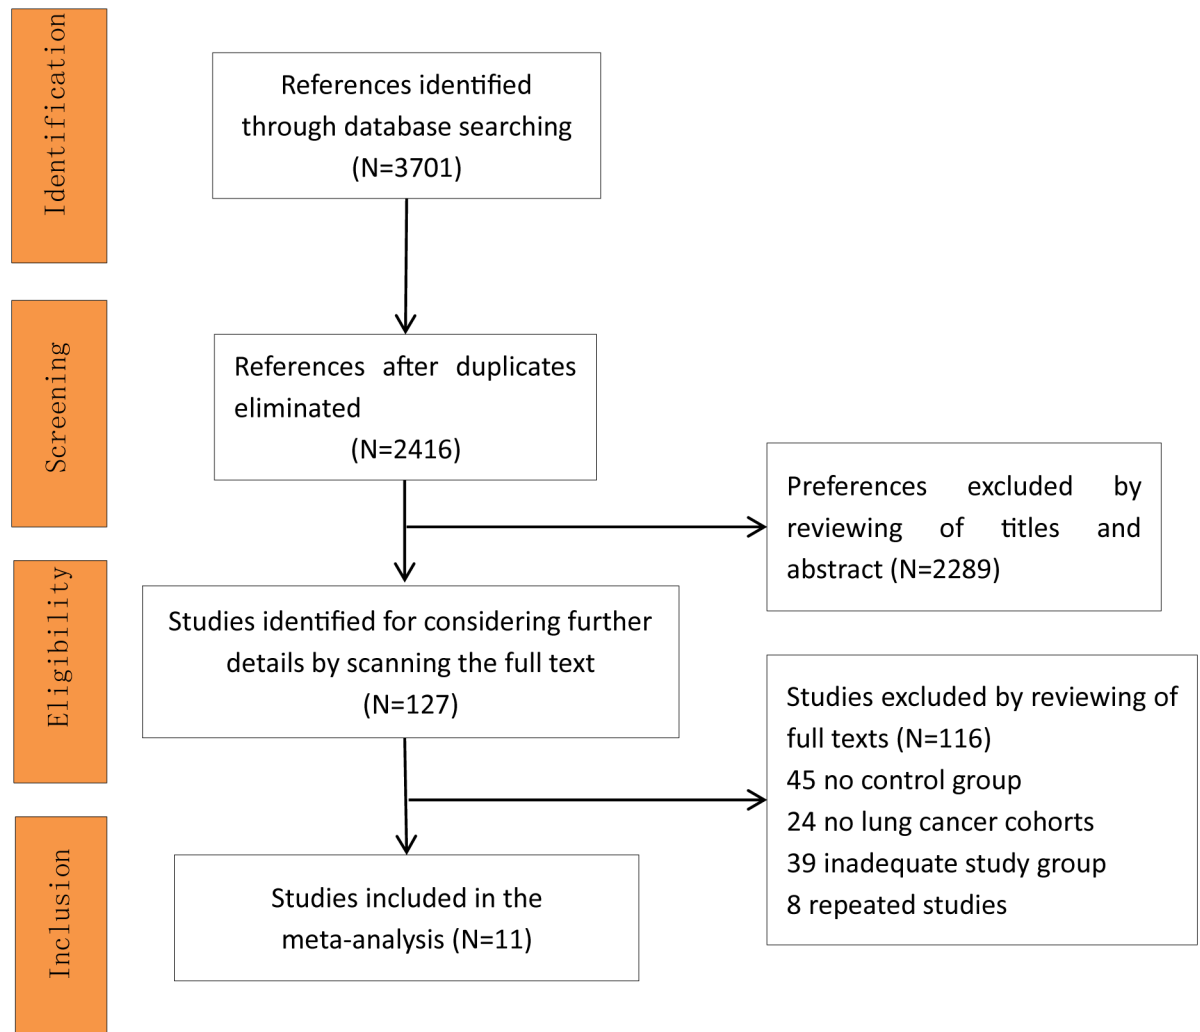 Identification
References identified
through database searching
(N=3701)
Screening
References after duplicates
eliminated
(N=2416)
Preferences excluded by
reviewing of titles and
abstract (N=2289)
Eligibility
Studies identified for considering further
details by scanning the full text
(N=127)
Studies excluded by reviewing of
full texts (N=116)
45 no control group
24 no lung cancer cohorts
39 inadequate study group
8 repeated studies
Inclusion
Studies included in the
meta-analysis (N=11)